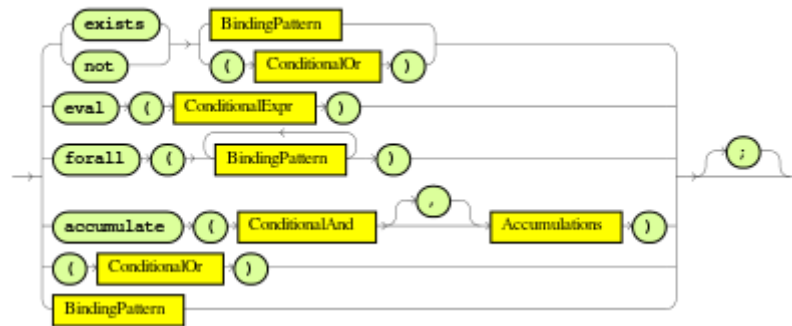 exists BindingPattern
not ( ConditionalOr )
eval ( ConditionalExpr )
forall ( BindingPattern ) ;
accumulate ( ConditionalAnd , Accumulations )
( ConditionalOr )
BindingPattern